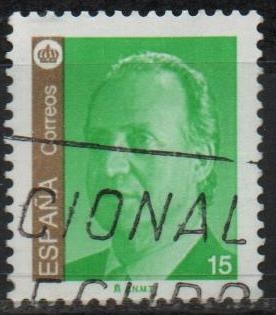 ESPAÑA Correos
CIONAL
15
F.N.M.T.